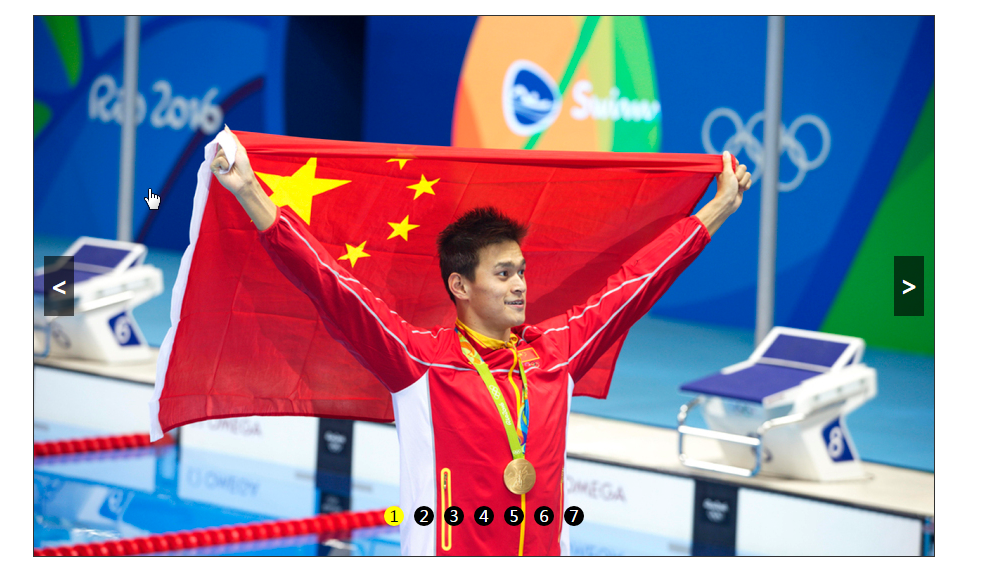 Rio 2016
Swim
<
>
6
8
OMEGA
OMEGA
1 2 3 4 5 6 7